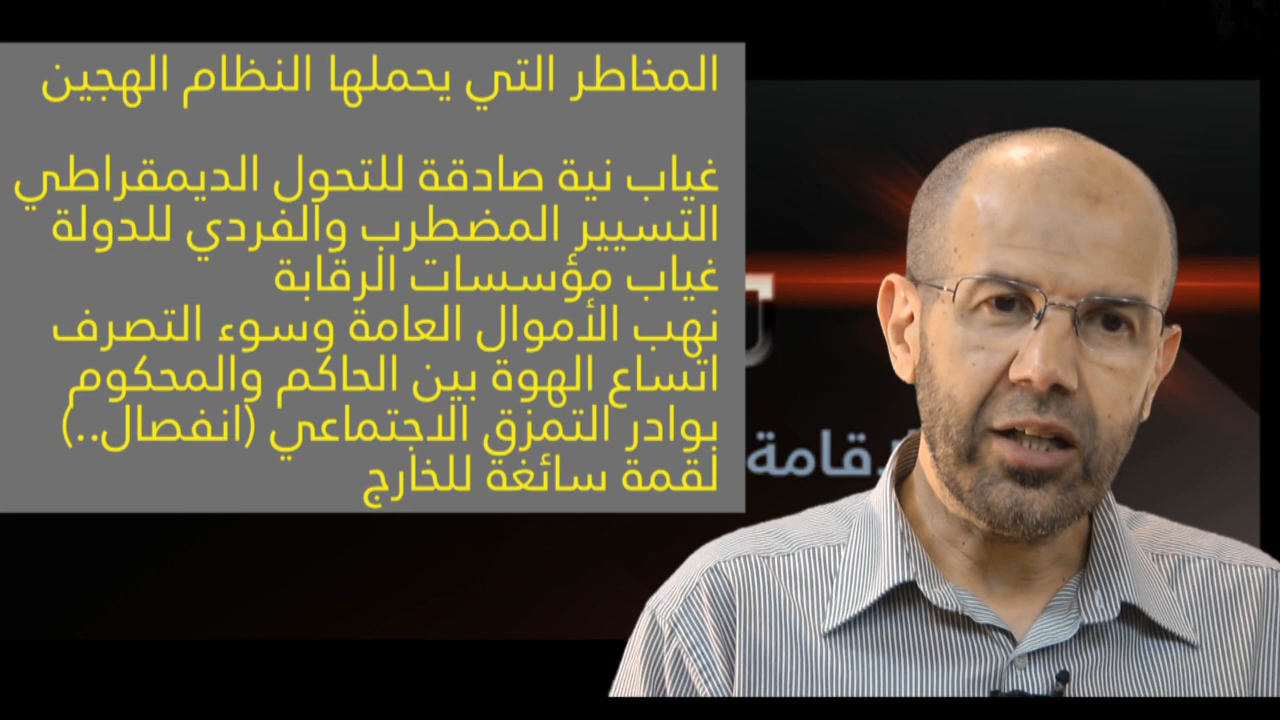 المخاطر التي يحملها النظام الهجين
غياب نية صادقة للتحول الديمقراطي
التسيير المضطرب والفردي للدولة
غياب مؤسسات الرقابة
نهب الأموال العامة وسوء التصرف
اتساع الهوة بين الحاكم والمحكوم
بوادر التمزق الاجتماعي (انفصال..)
لقمة سائغة للخارج